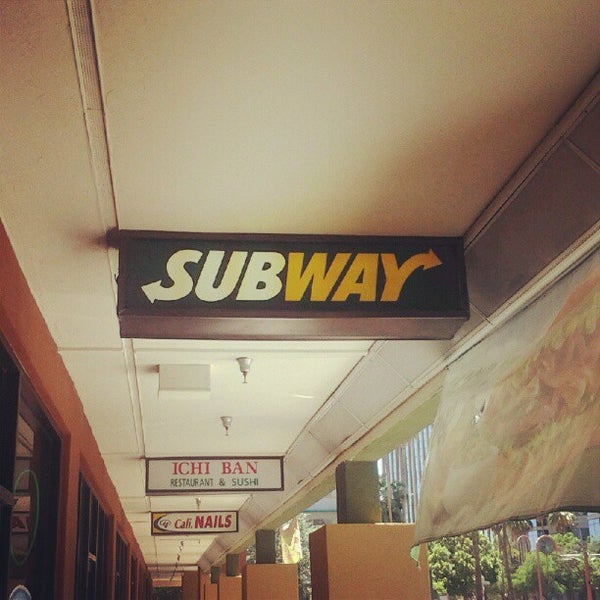 SUBWAY
ICHI BAN
RESTAURANT & SUSHI
Cali. NAILS